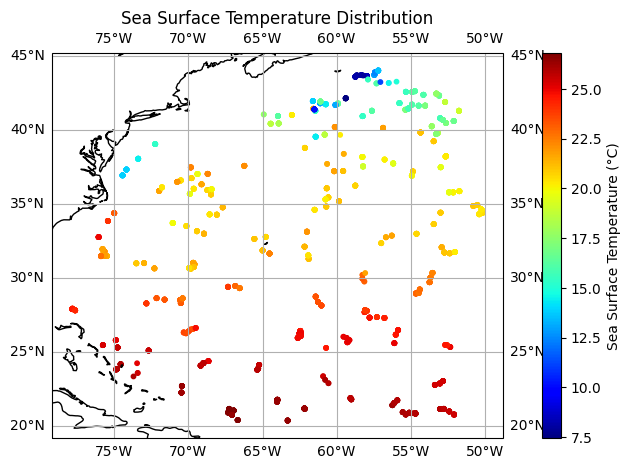 Sea Surface Temperature Distribution
75°W 70°W 65°W 60°W 55°W 50°W
45°N 45°N
40°N 40°N
35°N 35°N
30°N 30°N
25°N 25°N
20°N 20°N
75°W 70°W 65°W 60°W 55°W 50°W
25.0
22.5
20.0
17.5
15.0
12.5
10.0
7.5
Sea Surface Temperature (°C)